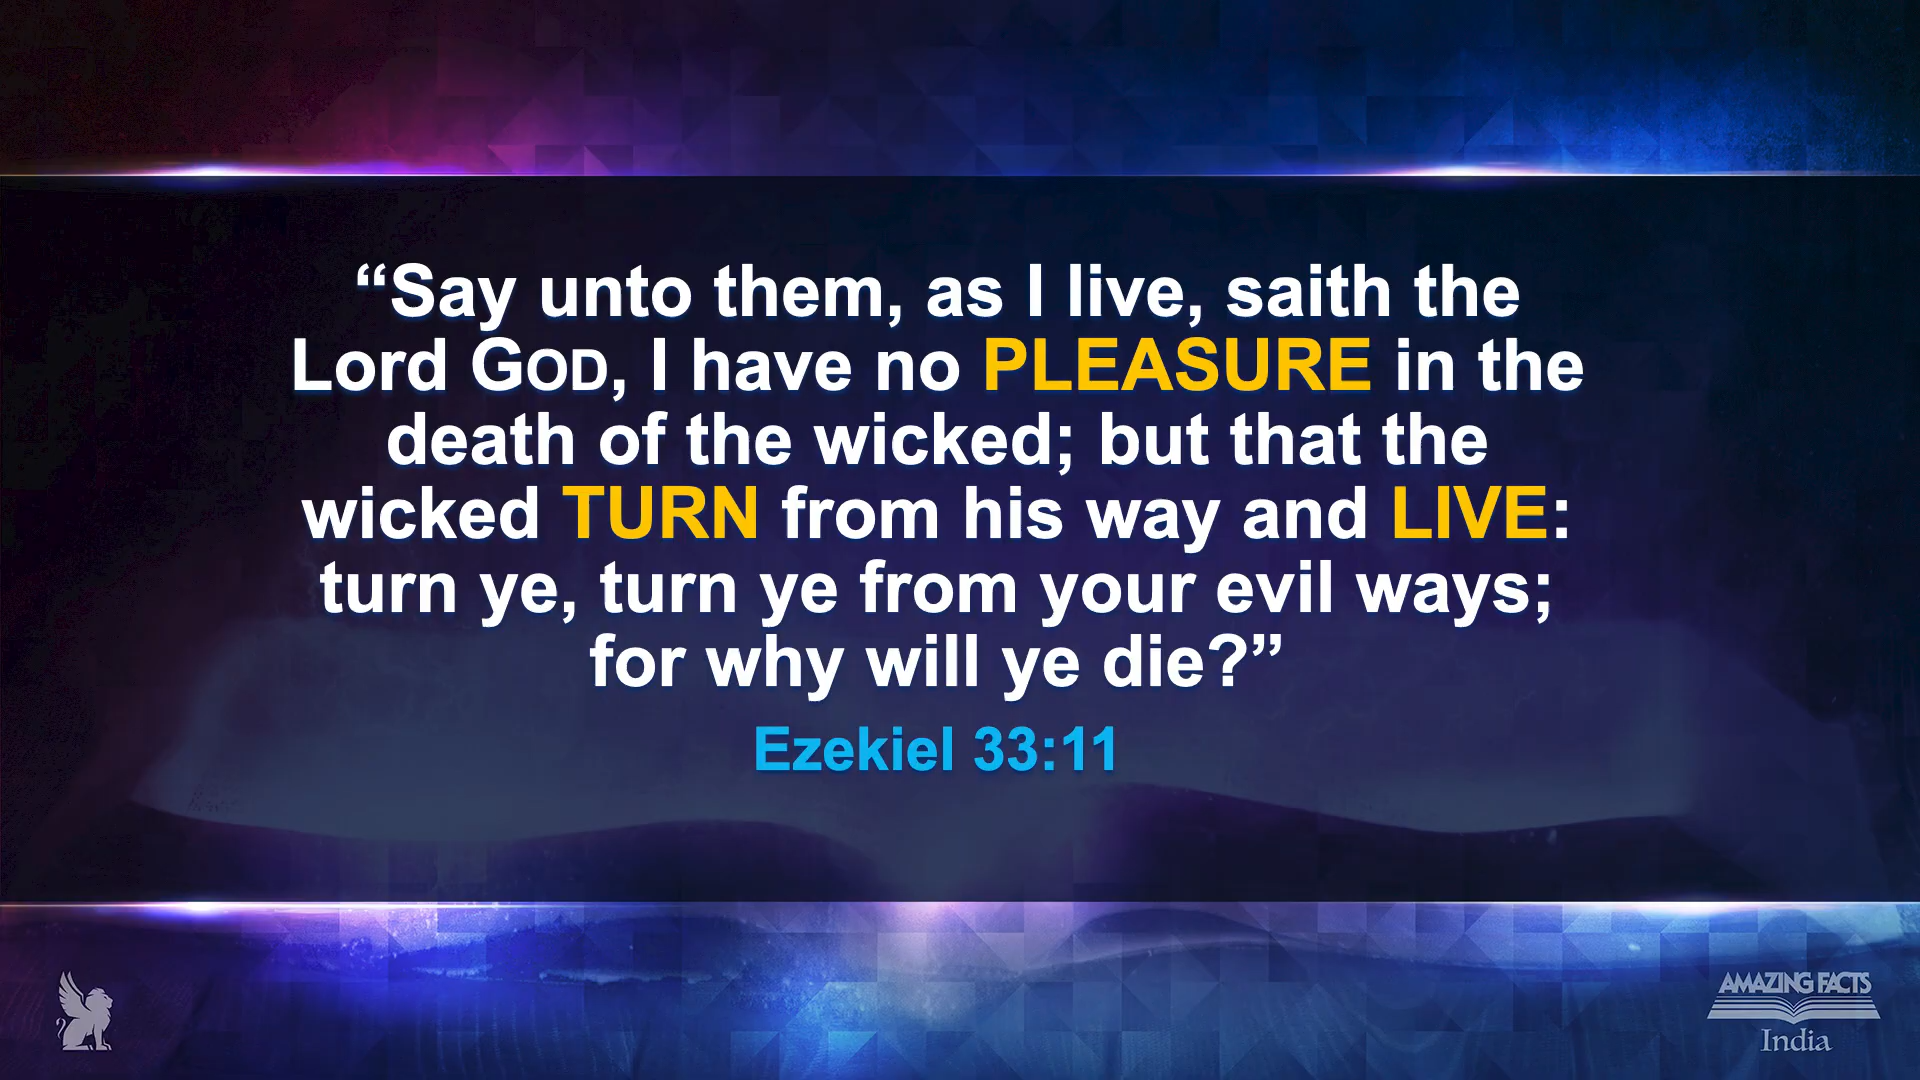 “Say unto them, as I live, saith the
Lord GOD, I have no PLEASURE in the
death of the wicked; but that the
wicked TURN from his way and LIVE:
turn ye, turn ye from your evil ways;
for why will ye die?”
Ezekiel 33:11
AMAZING FACTS
India